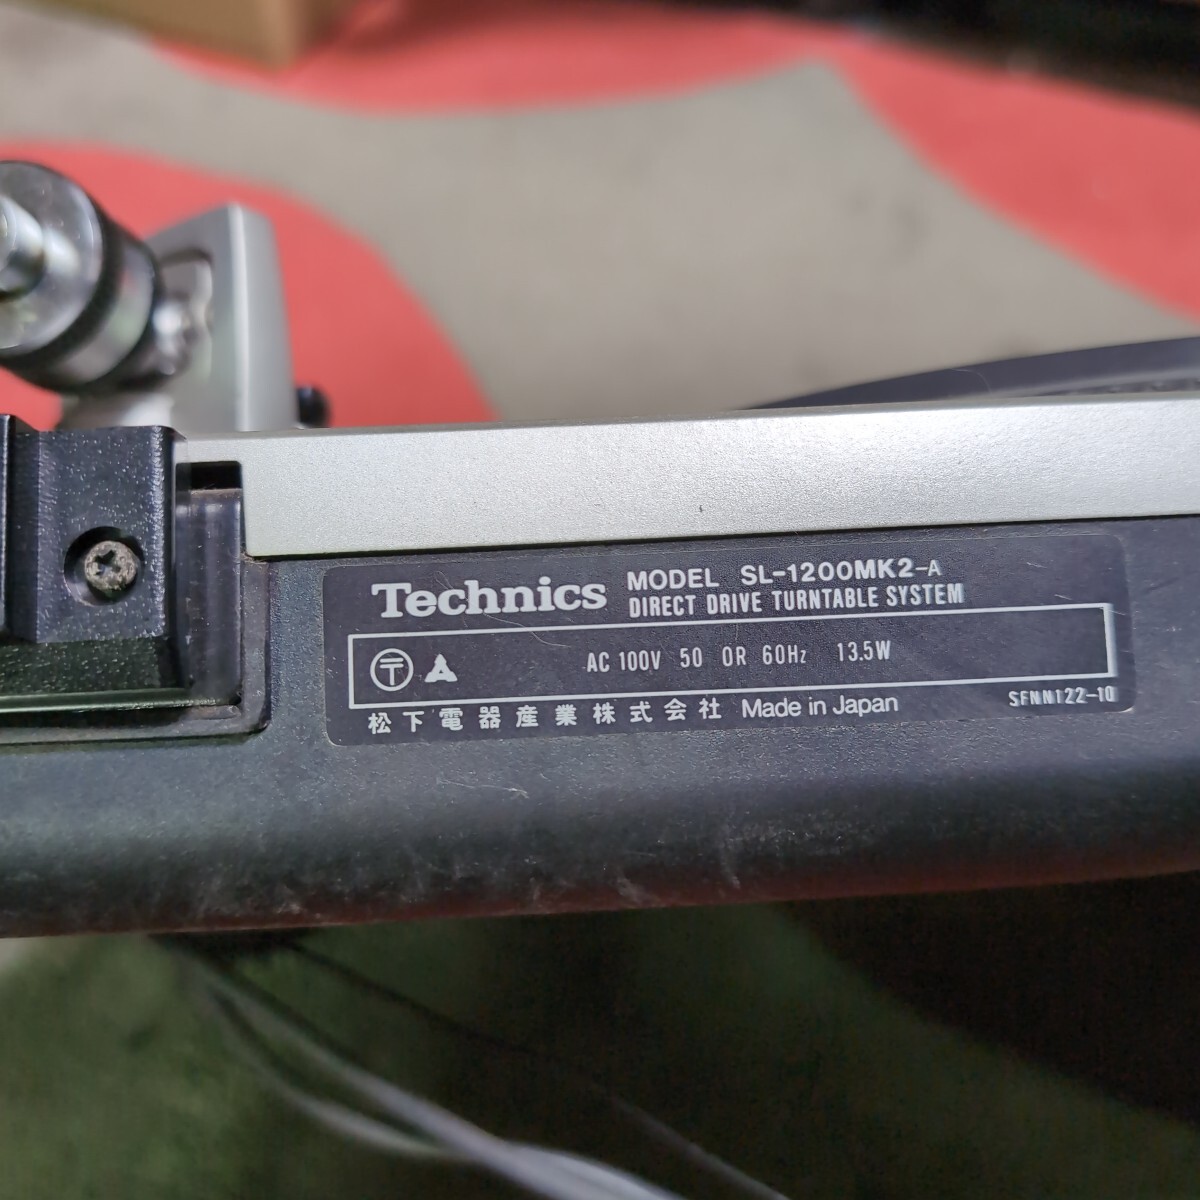 Technics MODEL SL-1200MK2-A
DIRECT DRIVE TURNTABLE SYSTEM
〒 AC 100V 50 OR 60Hz 13.5W
松下電器産業株式会社 Made in Japan SFNN122-10